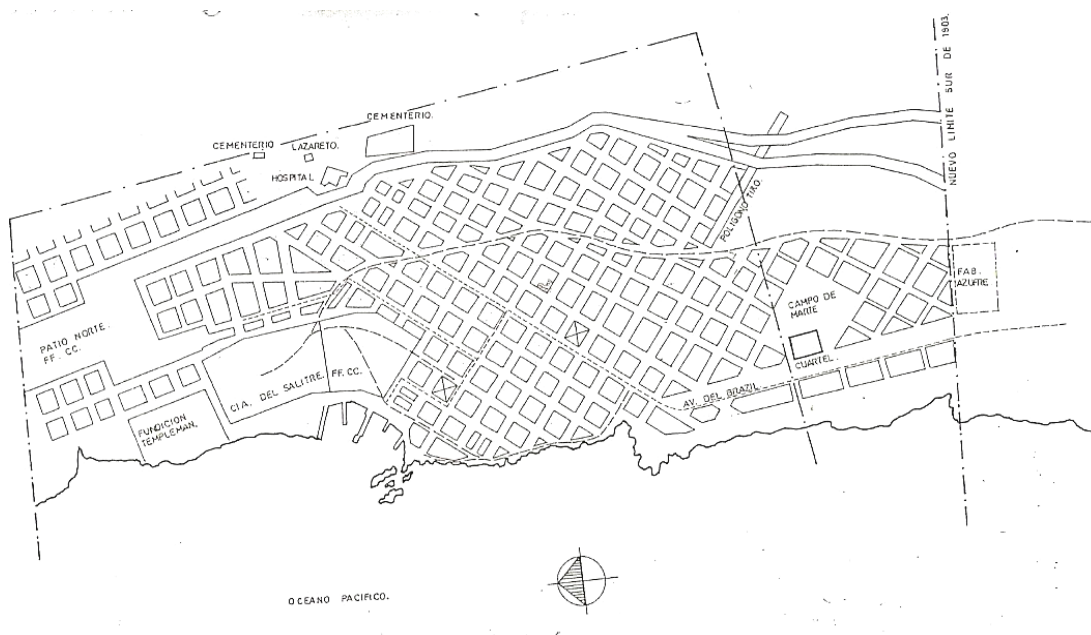 CEMENTERIO.
CEMENTERIO
LAZARETO.
HOSPITAL
NUEVO LIMITE SUR DE 1903.
POLIGONO TIRO.
FAB.
AZUFRE
CAMPO DE
MARTE
CUARTEL.
AV. DEL BRAZIL
PATIO NORTE.
FF. CC.
CIA. DEL SALITRE. FF. CC.
FUNDICION
TEMPLEMAN.
OCEANO PACIFICO.